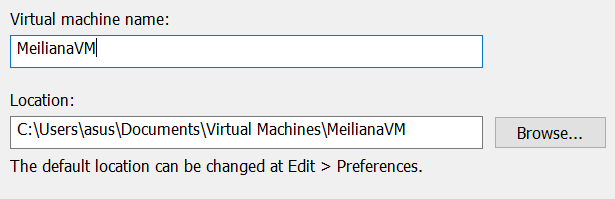 Virtual machine name:
MeilianaVM
Location:
C:\Users\asus\Documents\Virtual Machines\MeilianaVM
Browse...
The default location can be changed at Edit > Preferences.